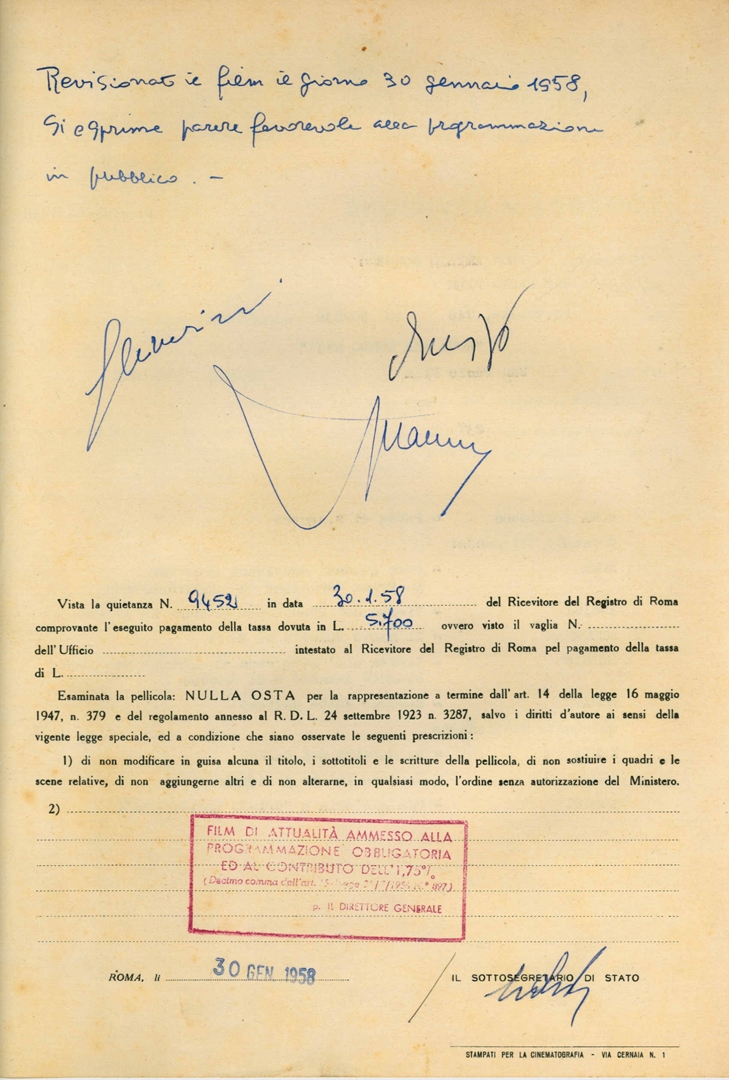 Revisionato il film il giorno 30 gennaio 1958,
si esprime parere favorevole alla programmazione
in pubblico. -
Vista la quietanza N. 9452 in data 30.1.58 del Ricevitore del Registro di Roma
comprovante l'eseguito pagamento della tassa dovuta in L. 5.700 ovvero visto il vaglia N.
dell'Ufficio intestato al Ricevitore del Registro di Roma pel pagamento della tassa
di L.
Esaminata la pellicola: NULLA OSTA per la rappresentazione a termine dall'art. 14 della legge 16 maggio
1947, n. 379 e del regolamento annesso al R. D. L. 24 settembre 1923 n. 3287, salvo i diritti d'autore ai sensi della
vigente legge speciale, ed a condizione che siano osservate le seguenti prescrizioni:
1) di non modificare in guisa alcuna il titolo, i sottotitoli e le scritture della pellicola, di non sostiuire i quadri e le
scene relative, di non aggiungerne altri e di non alterarne, in qualsiasi modo, l'ordine senza autorizzazione del Ministero.
2)
FILM DI ATTUALITÀ AMMESSO ALLA
PROGRAMMAZIONE OBBLIGATORIA
ED AL CONTRIBUTO DELL'1,75%
(Decimo comma dell'art.
p. IL DIRETTORE GENERALE
ROMA, lì 30 GEN. 1958
IL SOTTOSEGRETARIO DI STATO
STAMPATI PER LA CINEMATOGRAFIA - VIA CERNAIA N. 1